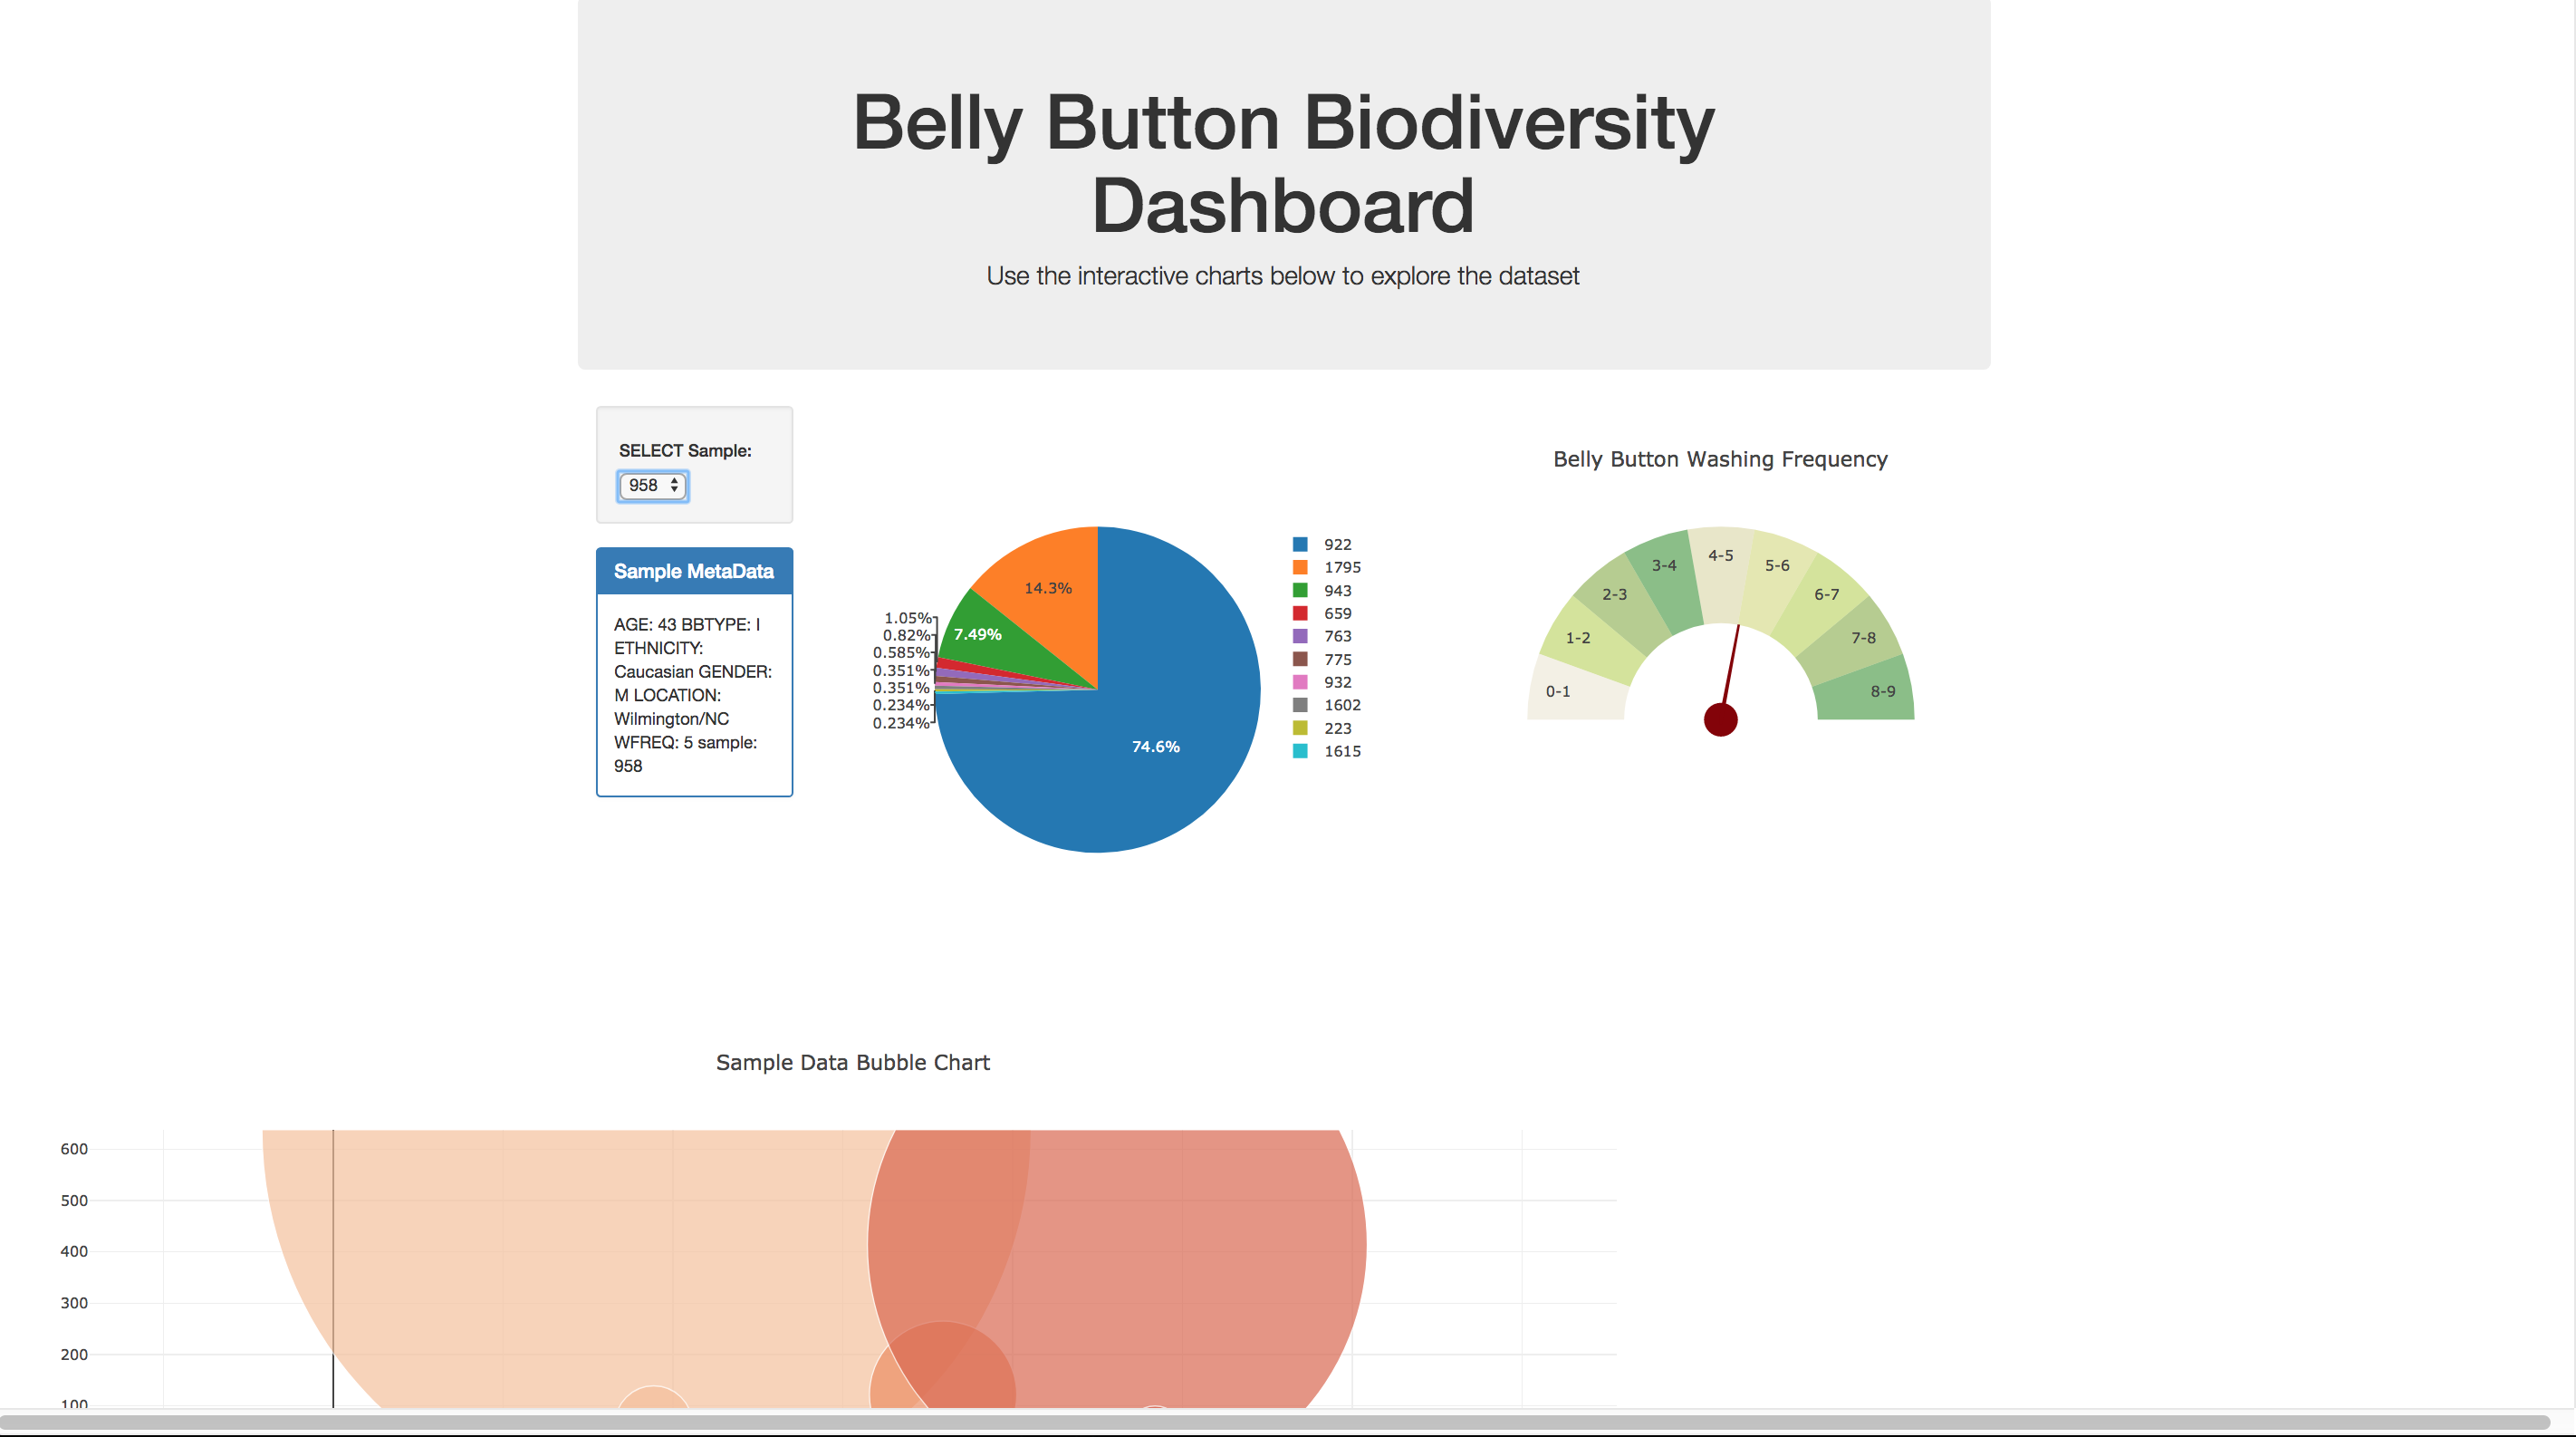 Belly Button Biodiversity
Dashboard
Use the interactive charts below to explore the dataset
SELECT Sample:
958
Sample MetaData
AGE: 43 BBTYPE: I
ETHNICITY:
Caucasian GENDER:
M LOCATION:
Wilmington/NC
WFREQ: 5 sample:
958
14.3%
7.49%
1.05%
0.82%
0.585%
0.351%
0.351%
0.234%
0.234%
74.6%
922
1795
943
659
763
775
932
1602
223
1615
Belly Button Washing Frequency
0-1
1-2
2-3
3-4
4-5
5-6
6-7
7-8
8-9
Sample Data Bubble Chart
600
500
400
300
200
100